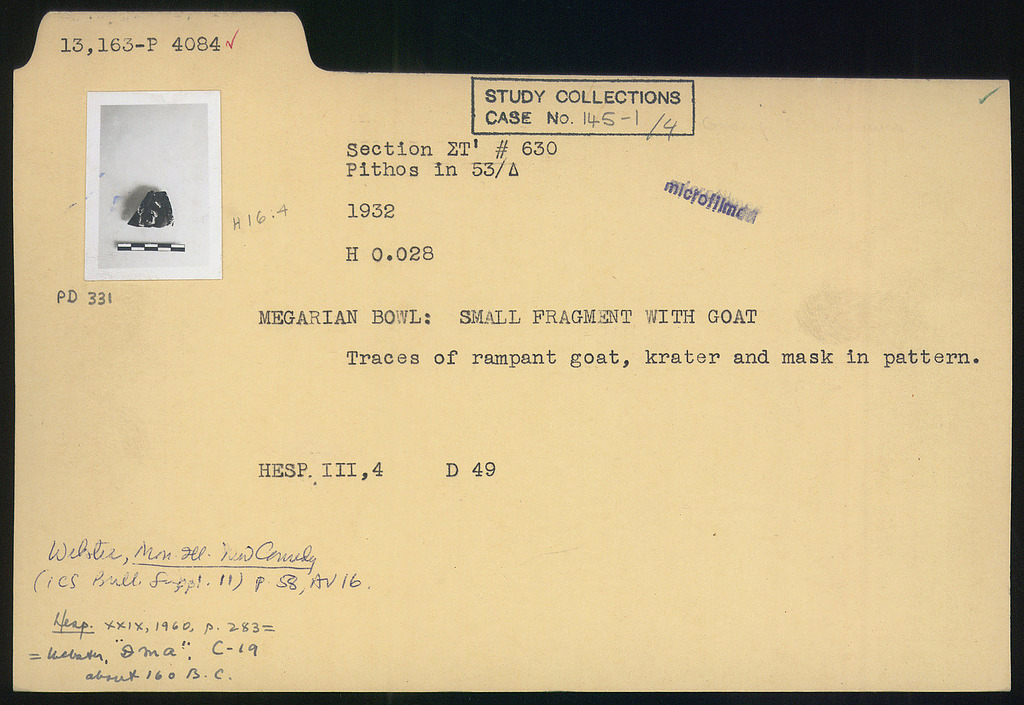 13,163-P 4084 ✓
STUDY COLLECTIONS
CASE No. 145-1/4
Section ΣΤ' # 630
Pithos in 53/Δ
microfilmed
1932
H 16:4
H 0.028
PD 331
MEGARIAN BOWL: SMALL FRAGMENT WITH GOAT
Traces of rampant goat, krater and mask in pattern.
HESP. III,4 D 49
Webster, Mon. Ill. New Comedy
(ICS Bull. Suppl. 11) p. 58, AV16.
Hesp. XXIX, 1960, p. 283=
= Webster, C-19
about 160 B.C.